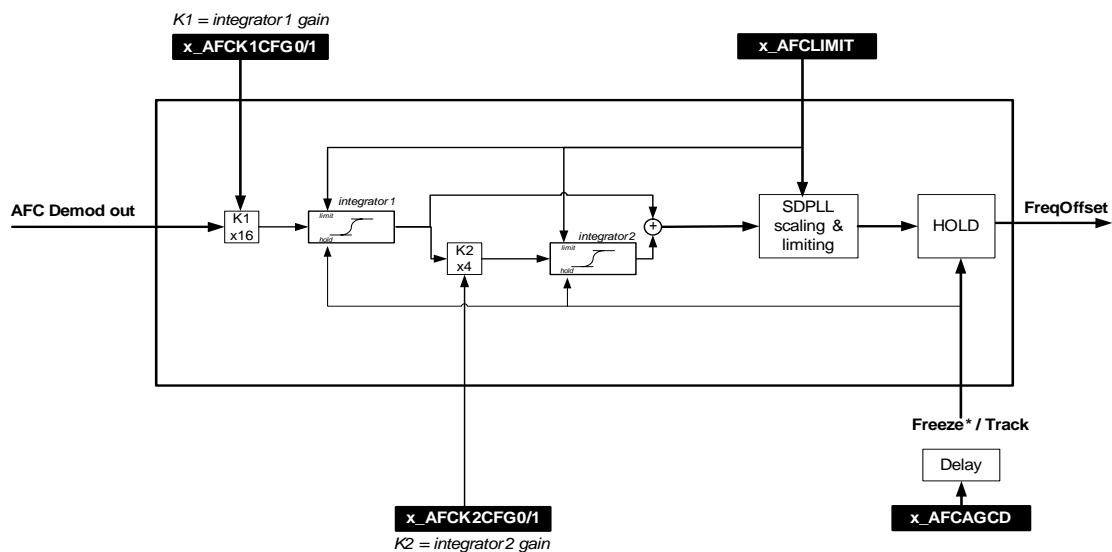 K1 = integrator1 gain
x_AFCK1CFG0/1
x_AFCLIMIT
AFC Demod out
K1
x16
integrator1
limit
hold
K2
x4
integrator2
limit
hold
+
SDPLL
scaling &
limiting
HOLD
FreqOffset
Freeze* / Track
Delay
x_AFCAGCD
x_AFCK2CFG0/1
K2 = integrator2 gain